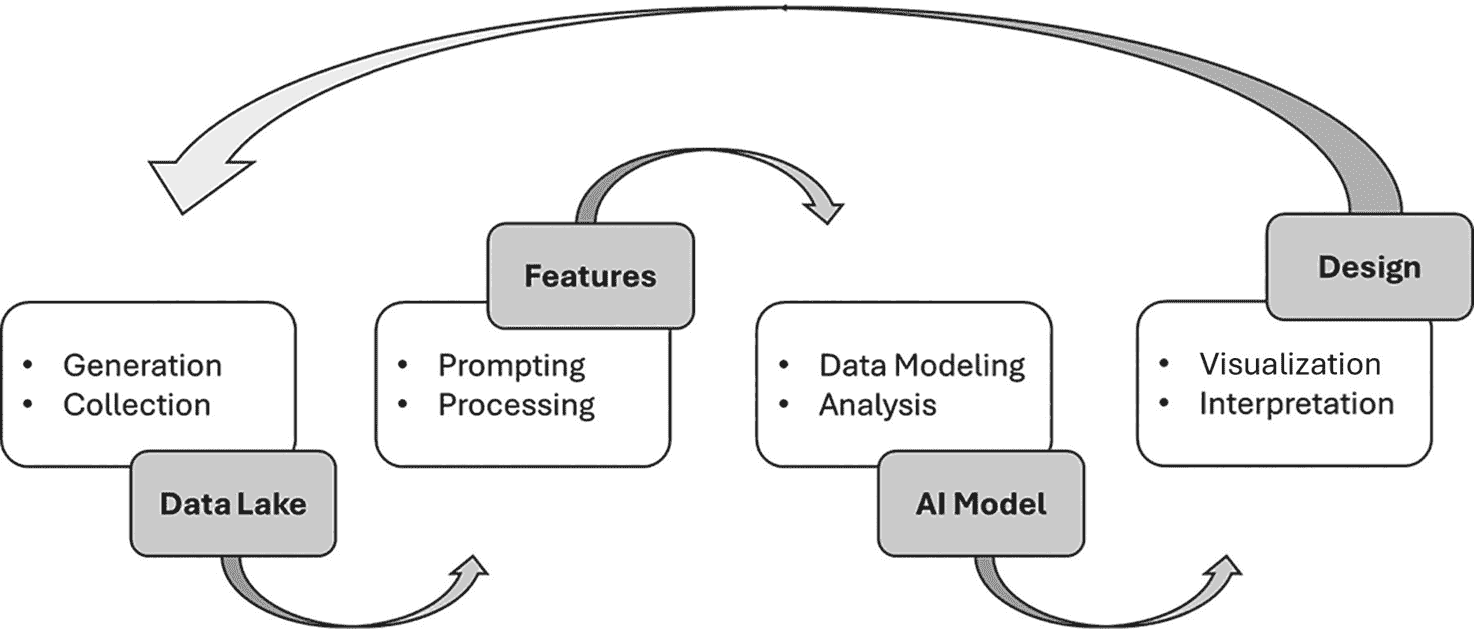 • Generation
• Collection
Data Lake
Features
• Prompting
• Processing
• Data Modeling
• Analysis
AI Model
Design
• Visualization
• Interpretation